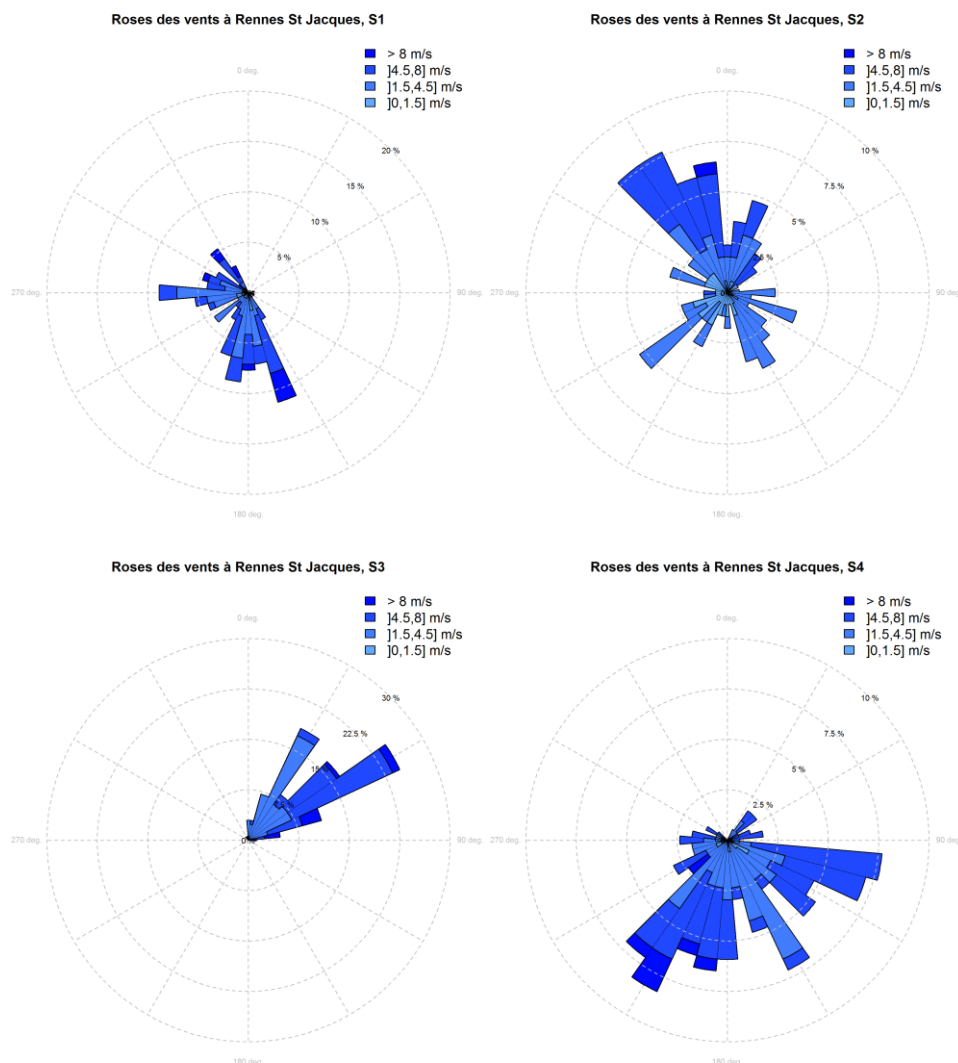 Roses des vents à Rennes St Jacques, S1
> 8 m/s
]4.5,8] m/s
]1.5,4.5] m/s
]0,1.5] m/s
0 deg.
20 %
15 %
10 %
5 %
270 deg.
90 deg.
180 deg.
Roses des vents à Rennes St Jacques, S2
> 8 m/s
]4.5,8] m/s
]1.5,4.5] m/s
]0,1.5] m/s
0 deg.
10 %
7.5 %
5 %
270 deg.
90 deg.
180 deg.
Roses des vents à Rennes St Jacques, S3
> 8 m/s
]4.5,8] m/s
]1.5,4.5] m/s
]0,1.5] m/s
0 deg.
30 %
22.5 %
270 deg.
90 deg.
0
180 deg.
Roses des vents à Rennes St Jacques, S4
> 8 m/s
]4.5,8] m/s
]1.5,4.5] m/s
]0,1.5] m/s
0 deg.
10 %
7.5 %
5 %
2.5 %
270 deg.
90 deg.
180 deg.